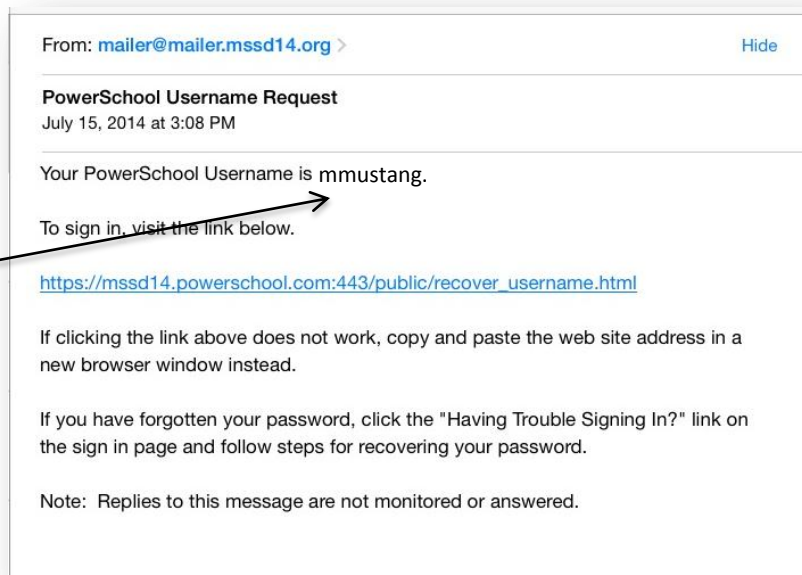 From: mailer@mailer.mssd14.org > Hide
PowerSchool Username Request
July 15, 2014 at 3:08 PM
Your PowerSchool Username is mmustang.
To sign in, visit the link below.
https://mssd14.powerschool.com:443/public/recover_username.html
If clicking the link above does not work, copy and paste the web site address in a
new browser window instead.
If you have forgotten your password, click the "Having Trouble Signing In?" link on
the sign in page and follow steps for recovering your password.
Note:  Replies to this message are not monitored or answered.